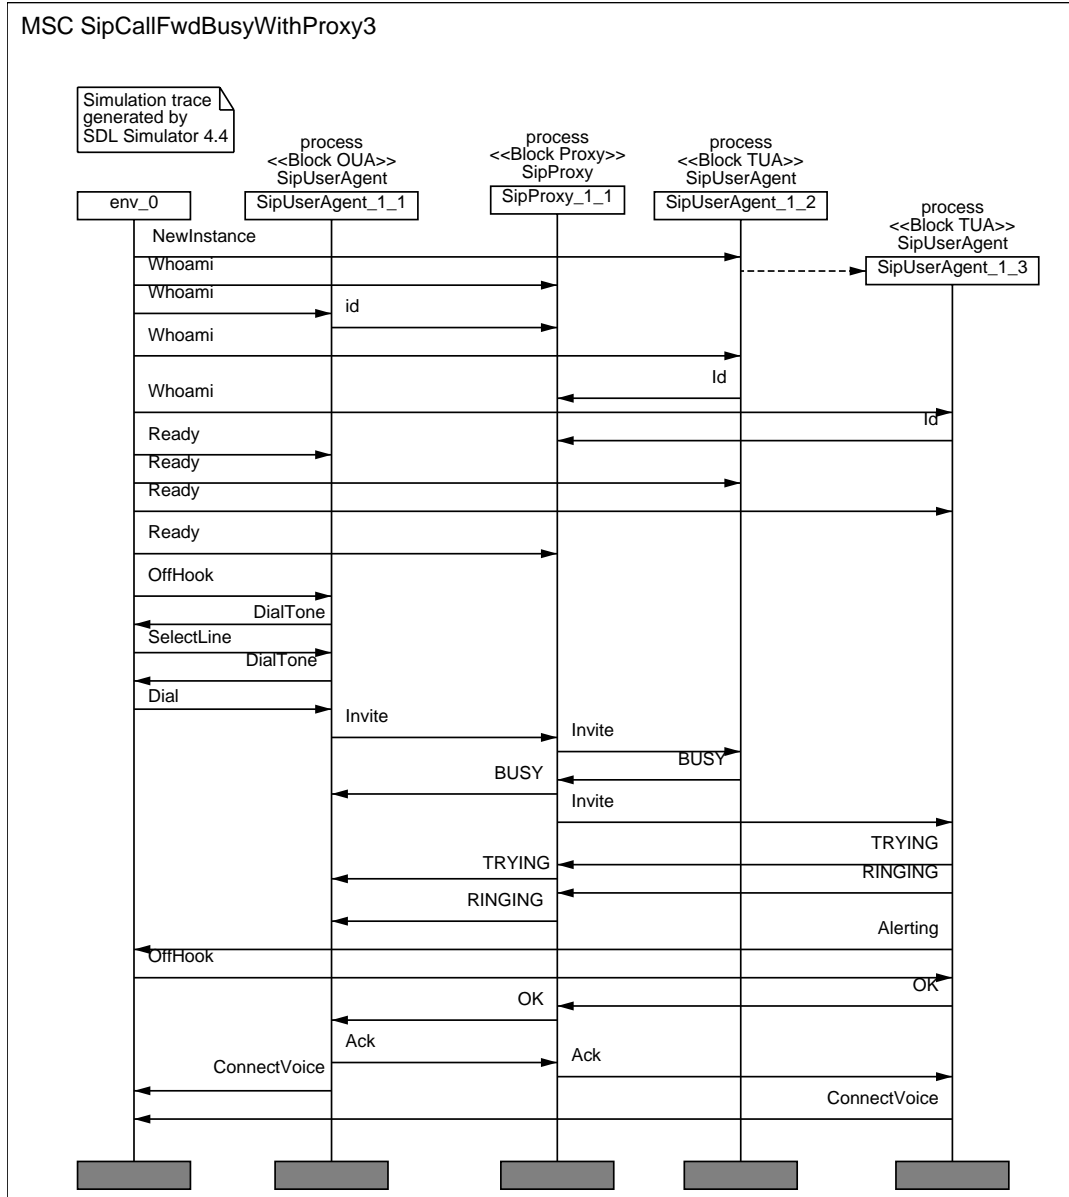 MSC SipCallFwdBusyWithProxy3
Simulation trace
generated by
SDL Simulator 4.4
process
<<Block OUA>>
SipUserAgent
process
<<Block Proxy>>
SipProxy
process
<<Block TUA>>
SipUserAgent
process
<<Block TUA>>
SipUserAgent
env_0
SipUserAgent_1_1
SipProxy_1_1
SipUserAgent_1_2
SipUserAgent_1_3
NewInstance
Whoami
Whoami
id
Whoami
Id
Whoami
Id
Ready
Ready
Ready
Ready
OffHook
DialTone
SelectLine
DialTone
Dial
Invite
Invite
BUSY
BUSY
Invite
TRYING
TRYING
RINGING
RINGING
Alerting
OffHook
OK
OK
Ack
Ack
ConnectVoice
ConnectVoice